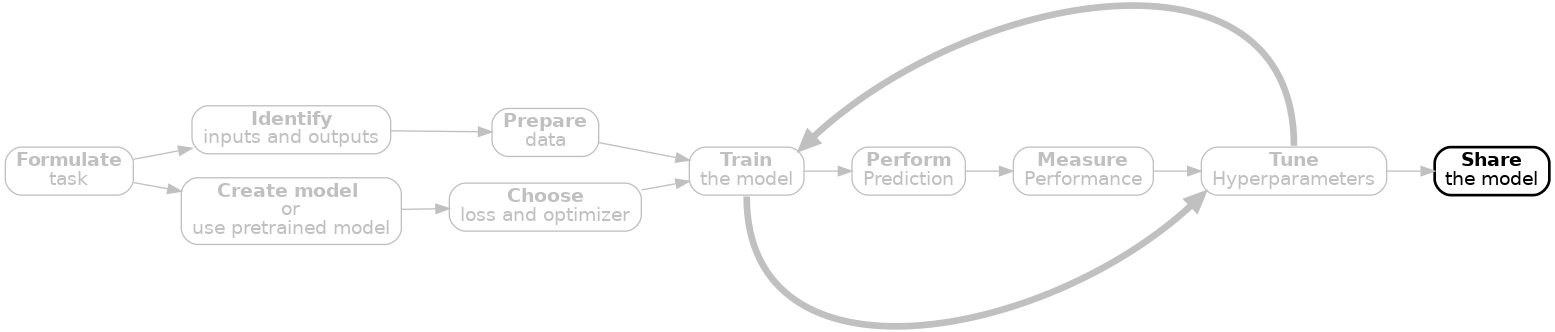 Formulate
task
Identify
inputs and outputs
Create model
or
use pretrained model
Prepare
data
Choose
loss and optimizer
Train
the model
Perform
Prediction
Measure
Performance
Tune
Hyperparameters
Share
the model